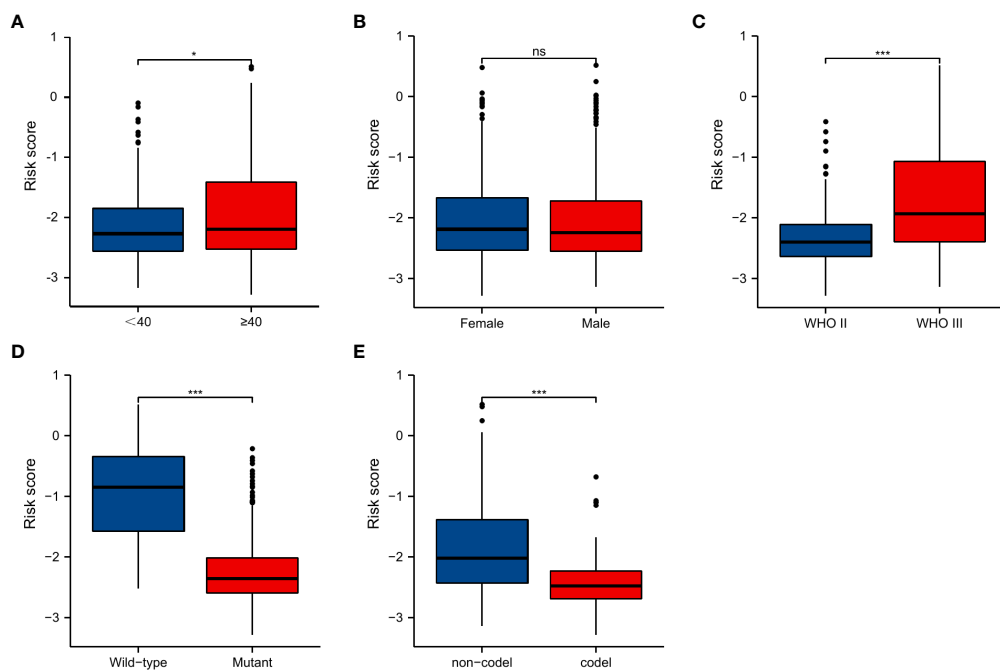 A
B
C
1
0
−1
-2
-3
Risk score
*
<40
≥40
1
0
−1
−2
−3
Risk score
ns
Female
Male
1
0
−1
−2
−3
Risk score
***
WHO II
WHO III
D
E
1
0
−1
−2
−3
Risk score
***
Wild−type
Mutant
1
0
−1
−2
−3
Risk score
***
non−codel
codel